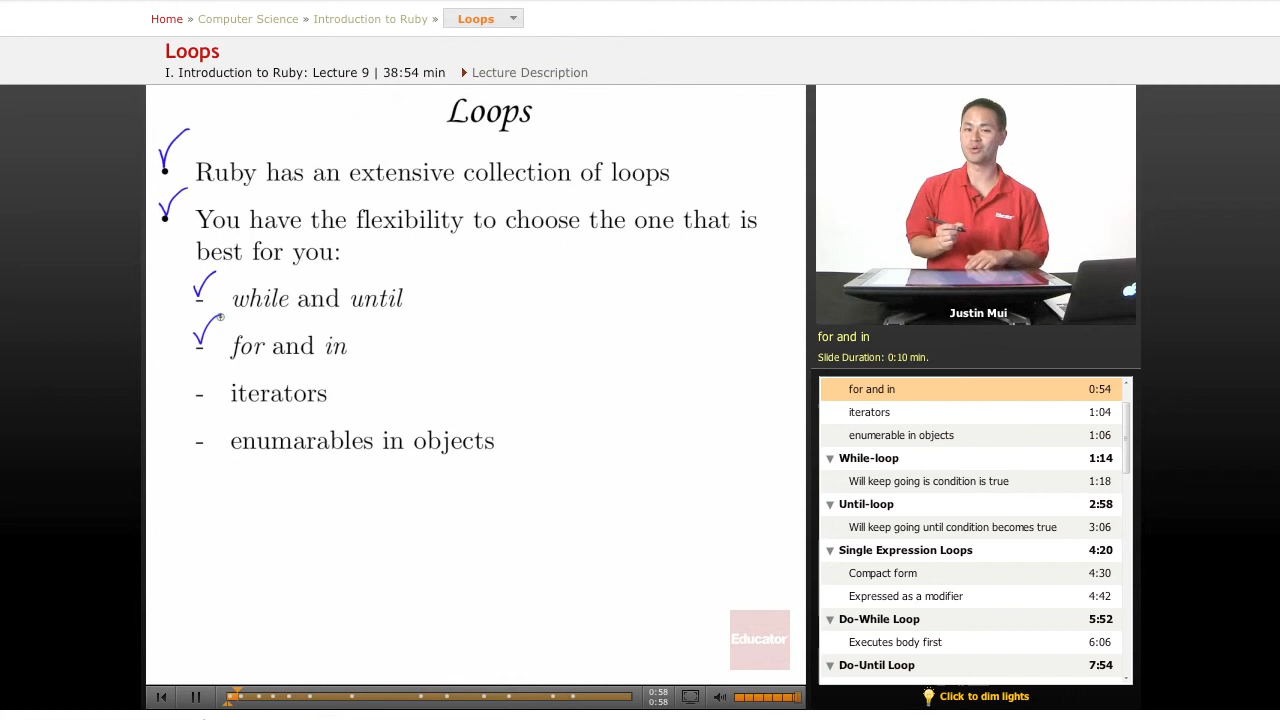 Home » Computer Science » Introduction to Ruby » Loops
Loops
I. Introduction to Ruby: Lecture 9 | 38:54 min Lecture Description
Loops
Ruby has an extensive collection of loops
You have the flexibility to choose the one that is
best for you:
- while and until
- for and in
- iterators
- enumarables in objects
Educator
Educator
Justin Mui
for and in
Slide Duration: 0:10 min.
for and in 0:54
iterators 1:04
enumerable in objects 1:06
While-loop 1:14
Will keep going is condition is true 1:18
Until-loop 2:58
Will keep going until condition becomes true 3:06
Single Expression Loops 4:20
Compact form 4:30
Expressed as a modifier 4:42
Do-While Loop 5:52
Executes body first 6:06
Do-Until Loop 7:54
0:58
0:58
Click to dim lights